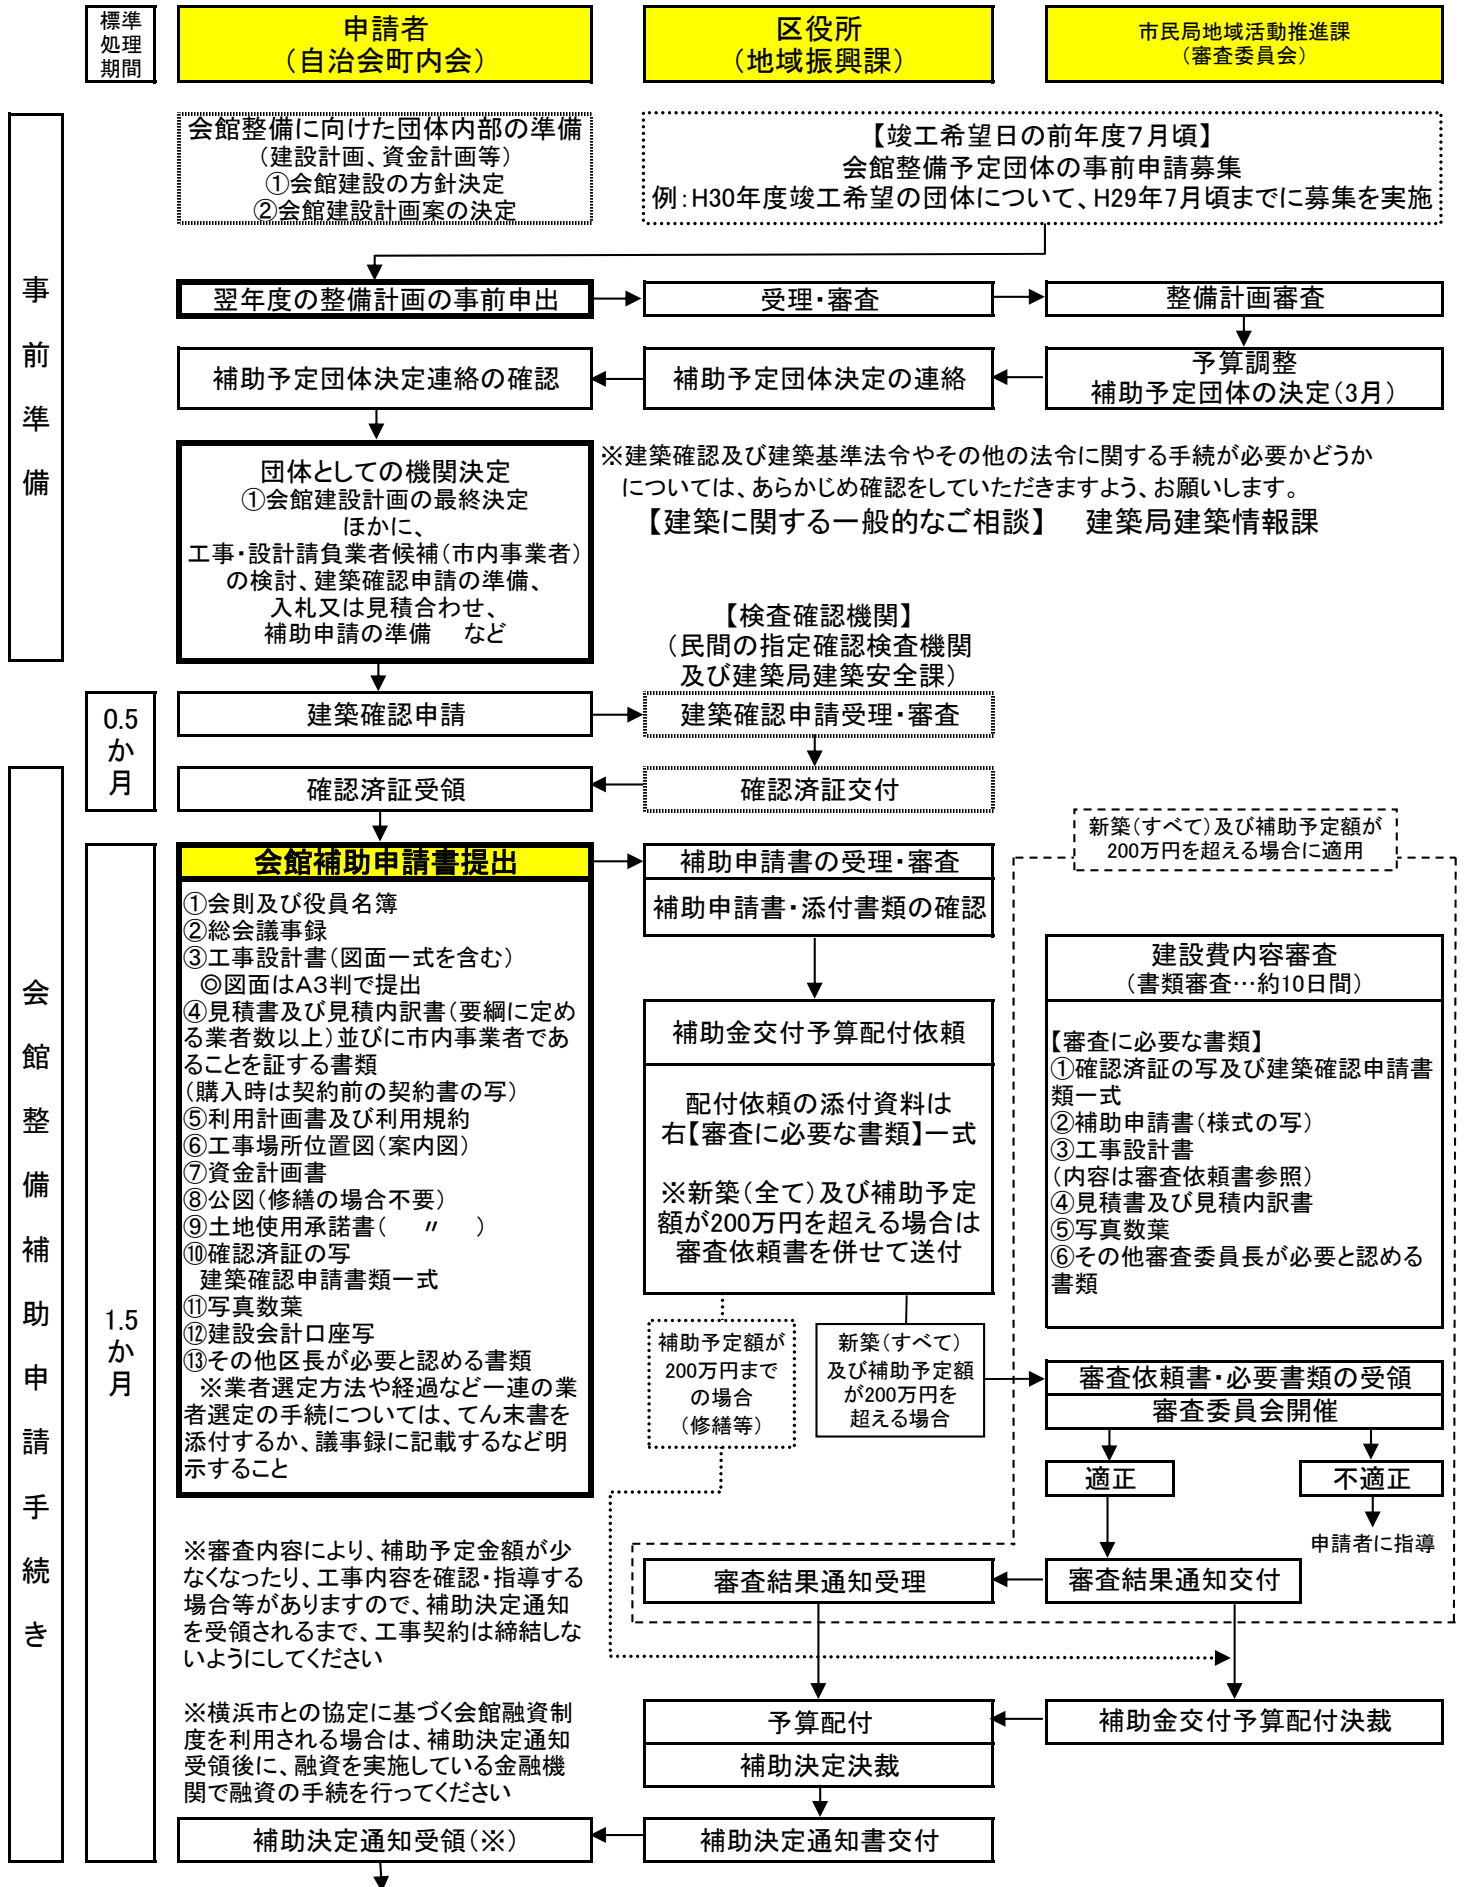 標準
処理
期間
申請者
（自治会町内会）
区役所
（地域振興課）
市民局地域活動推進課
（審査委員会）
事前準備
会館整備に向けた団体内部の準備
（建設計画、資金計画等）
①会館建設の方針決定
②会館建設計画案の決定
【竣工希望日の前年度７月頃】
会館整備予定団体の事前申請募集
例：H30年度竣工希望の団体について、H29年７月頃までに募集を実施
翌年度の整備計画の事前申出
受理・審査
整備計画審査
補助予定団体決定連絡の確認
補助予定団体決定の連絡
予算調整
補助予定団体の決定（3月）
団体としての機関決定
①会館建設計画の最終決定
ほかに、
工事・設計請負業者候補（市内事業者）
の検討、建築確認申請の準備、
入札又は見積合わせ、
補助申請の準備　など
※建築確認及び建築基準法令やその他の法令に関する手続が必要かどうか
については、あらかじめ確認をしていただきますよう、お願いします。
【建築に関する一般的なご相談】　建築局建築情報課
【検査確認機関】
（民間の指定確認検査機関
及び建築局建築安全課）
0.5
か
月
建築確認申請
建築確認申請受理・審査
確認済証受領
確認済証交付
会館整備補助申請手続き
1.5
か
月
会館補助申請書提出
①会則及び役員名簿
②総会議事録
③工事設計書（図面一式を含む）
◎図面はA３判で提出
④見積書及び見積内訳書（要綱に定め
る業者数以上）並びに市内事業者であ
ることを証する書類
（購入時は契約前の契約書の写）
⑤利用計画書及び利用規約
⑥工事場所位置図（案内図）
⑦資金計画書
⑧公図（修繕の場合不要）
⑨土地使用承諾書（　〃　）
⑩確認済証の写
建築確認申請書類一式
⑪写真数葉
⑫建設会計口座写
⑬その他区長が必要と認める書類
※業者選定方法や経過など一連の業
者選定の手続については、てん末書を
添付するか、議事録に記載するなど明
示すること
補助申請書の受理・審査
補助申請書・添付書類の確認
補助金交付予算配付依頼
配付依頼の添付資料は
右【審査に必要な書類】一式
※新築（全て）及び補助予定
額が200万円を超える場合は
審査依頼書を併せて送付
新築（すべて）及び補助予定額が
200万円を超える場合に適用
建設費内容審査
（書類審査…約10日間）
【審査に必要な書類】
①確認済証の写及び建築確認申請書
類一式
②補助申請書（様式の写）
③工事設計書
（内容は審査依頼書参照）
④見積書及び見積内訳書
⑤写真数葉
⑥その他審査委員長が必要と認める
書類
補助予定額が
200万円まで
の場合
（修繕等）
新築（すべて）
及び補助予定額
が200万円を
超える場合
審査依頼書・必要書類の受領
審査委員会開催
適正
不適正
申請者に指導
※審査内容により、補助予定金額が少
なくなったり、工事内容を確認・指導する
場合等がありますので、補助決定通知
を受領されるまで、工事契約は締結しな
いようにしてください
審査結果通知受理
審査結果通知交付
※横浜市との協定に基づく会館融資制
度を利用される場合は、補助決定通知
受領後に、融資を実施している金融機
関で融資の手続を行ってください
予算配付
補助決定決裁
補助金交付予算配付決裁
補助決定通知受領（※）
補助決定通知書交付